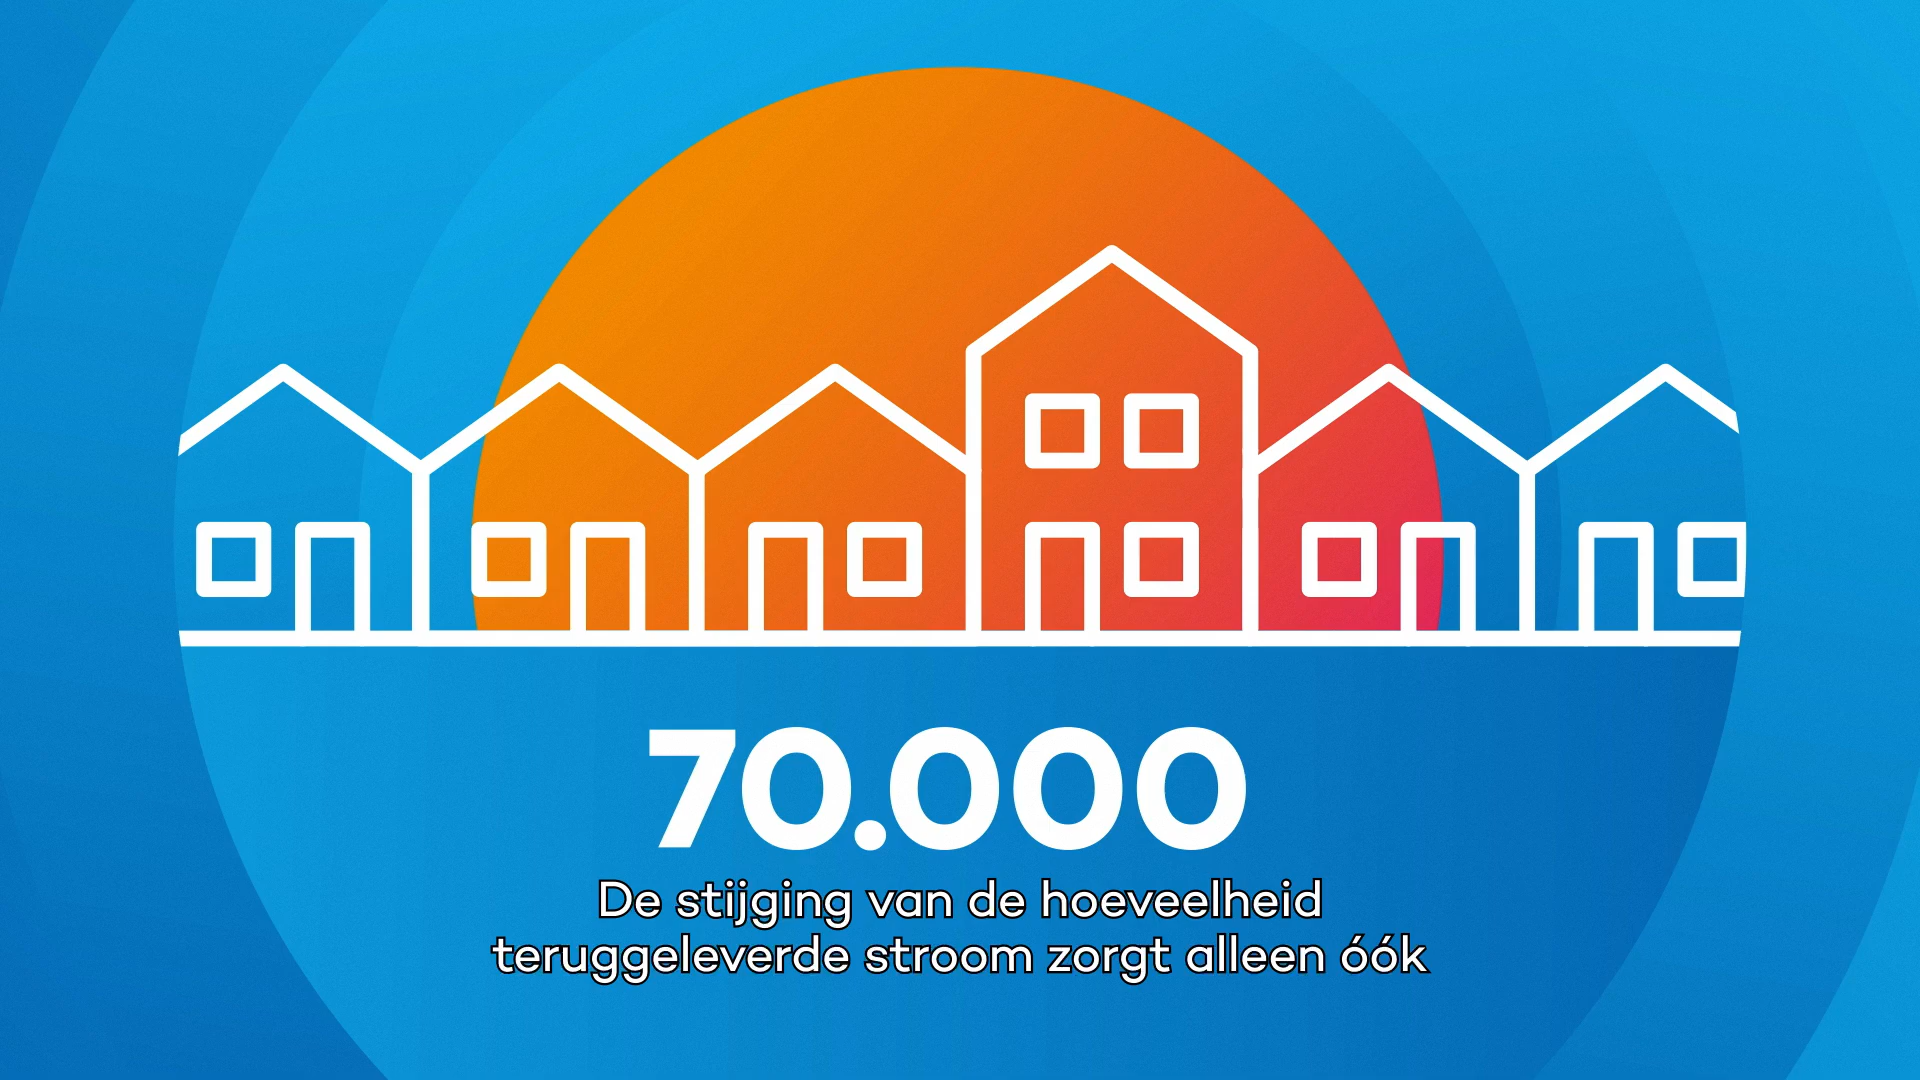 70.000
De stijging van de hoeveelheid
teruggeleverde stroom zorgt alleen óók